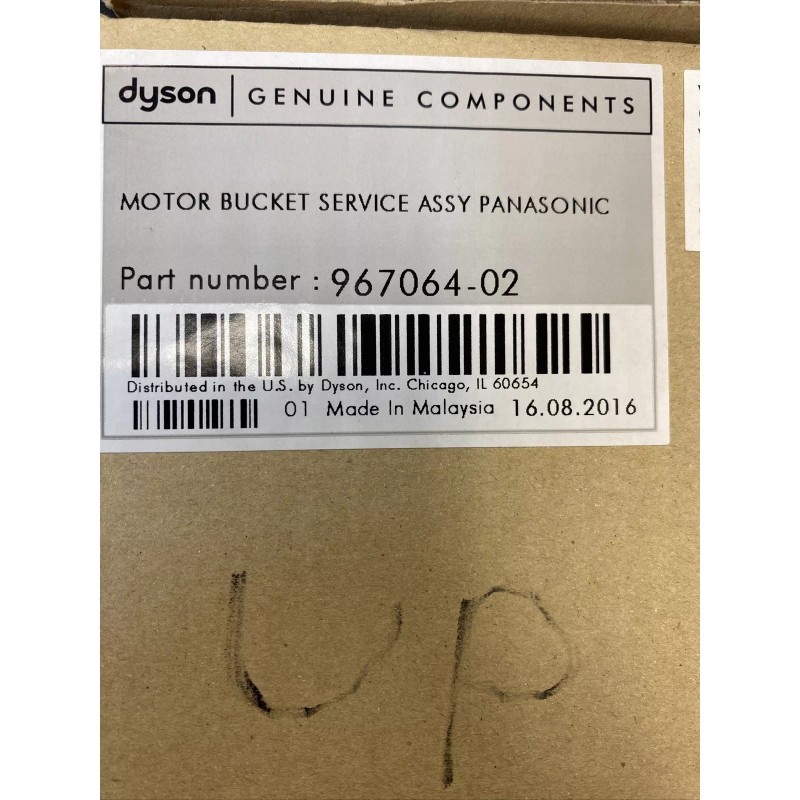 dyson | GENUINE COMPONENTS
MOTOR BUCKET SERVICE ASSY PANASONIC
Part number : 967064-02
Distributed in the U.S. by Dyson, Inc. Chicago, IL 60654
01 Made In Malaysia 16.08.2016
UP